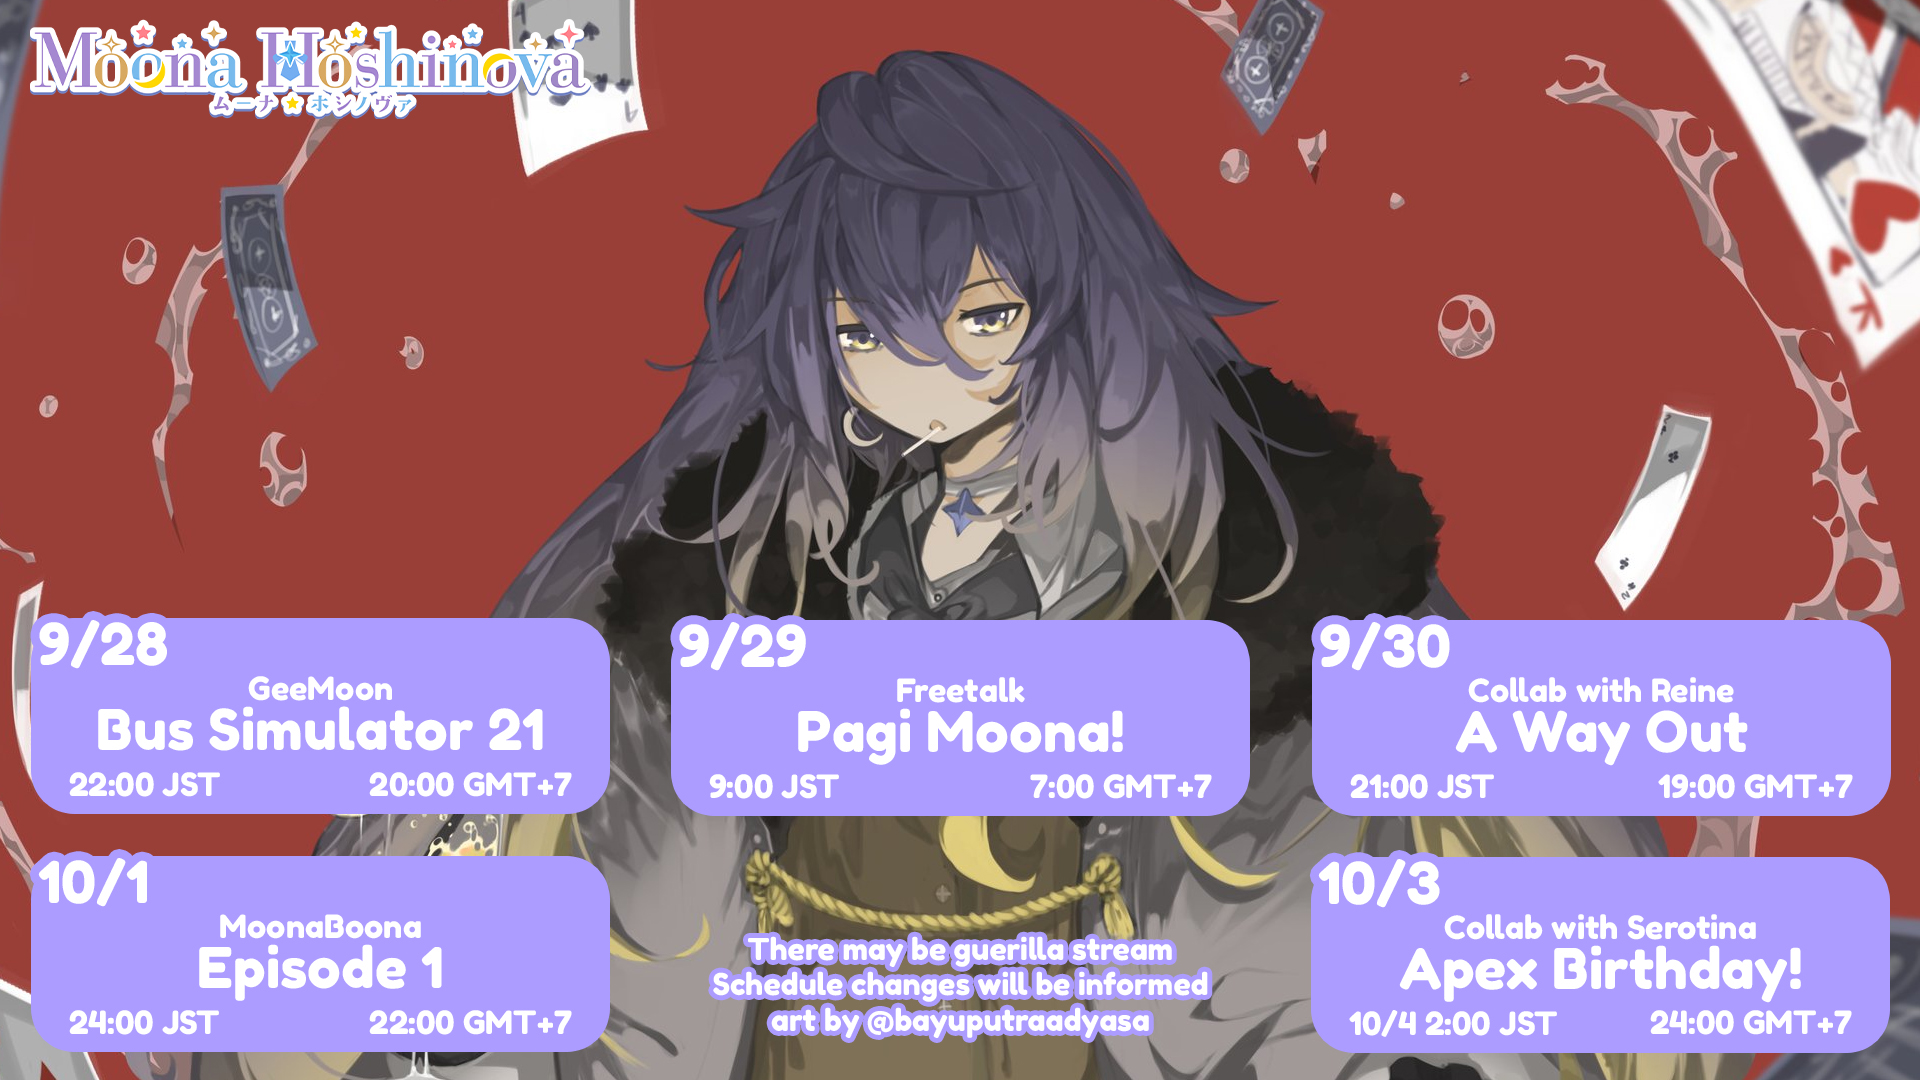 Moona Hoshinova
ムーナ★ホシノヴァ
9/28
GeeMoon
Bus Simulator 21
22:00 JST 20:00 GMT+7
9/29
Freetalk
Pagi Moona!
9:00 JST 7:00 GMT+7
9/30
Collab with Reine
A Way Out
21:00 JST 19:00 GMT+7
10/1
MoonaBoona
Episode 1
24:00 JST 22:00 GMT+7
There may be guerilla stream
Schedule changes will be informed
art by @bayuputraadyasa
10/3
Collab with Serotina
Apex Birthday!
10/4 2:00 JST 24:00 GMT+7
K